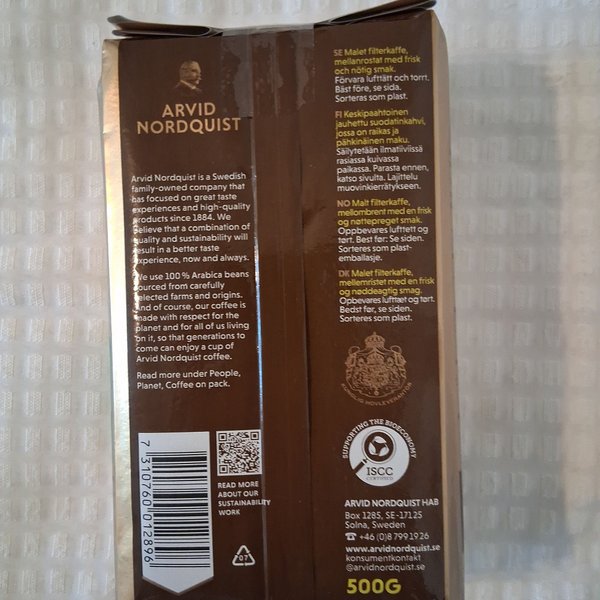 ARVID
NORDQUIST
Arvid Nordquist is a Swedish
family-owned company that
has focused on great taste
experiences and high-quality
products since 1884. We
believe that a combination of
quality and sustainability will
result in a better taste
experience, now and always.
We use 100 % Arabica beans
sourced from carefully
selected farms and origins.
And of course, our coffee is
made with respect for the
planet and for all of us living
on it, so that generations to
come can enjoy a cup of
Arvid Nordquist coffee.
Read more under People,
Planet, Coffee on pack.
7 310760 012896
READ MORE
ABOUT OUR
SUSTAINABILITY
WORK
07
SE Malet filterkaffe,
mellanrostat med frisk
och nötig smak.
Förvara lufttätt och torrt.
Bäst före, se sida.
Sorteras som plast.
FI Keskipaahtoinen
jauhettu suodatinkahvi,
jossa on raikas ja
pähkinäinen maku.
Säilytetään ilmatiiviissä
rasiassa kuivassa
paikassa. Parasta ennen,
katso sivulta. Lajittelu
muovinkierrätykseen.
NO Malt filterkaffe,
mellombrent med en frisk
og nøttepreget smak.
Oppbevares lufttett og
tørt. Best før: Se siden.
Sorteres som plast-
emballasje.
DK Malet filterkaffe,
mellemristet med en frisk
og nøddeagtig smag.
Opbevares lufttæt og tørt.
Bedst før, se siden.
Sorteres som plast.
KUNGLIG HOVLEVERANTÖR
SUPPORTING THE BIOECONOMY
ISCC
CERTIFIED
ARVID NORDQUIST HAB
Box 1285, SE-17125
Solna, Sweden
☎ +46 (0)8 799 19 26
www.arvidnordquist.se
konsumentkontakt
@arvidnordquist.se
500G